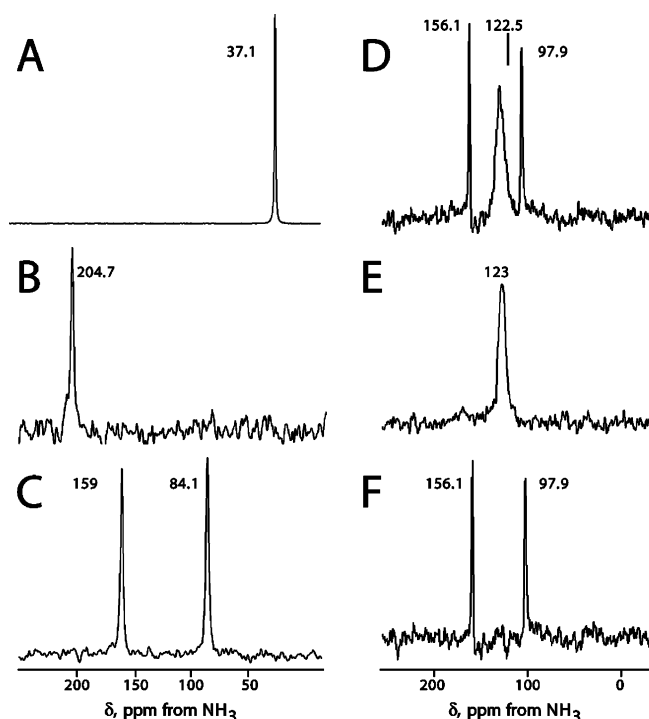 A
37.1
B
204.7
C
159 84.1
200 150 100 50
δ, ppm from NH3
D
156.1 122.5
97.9
E
123
F
156.1 97.9
200 100 0
δ, ppm from NH3